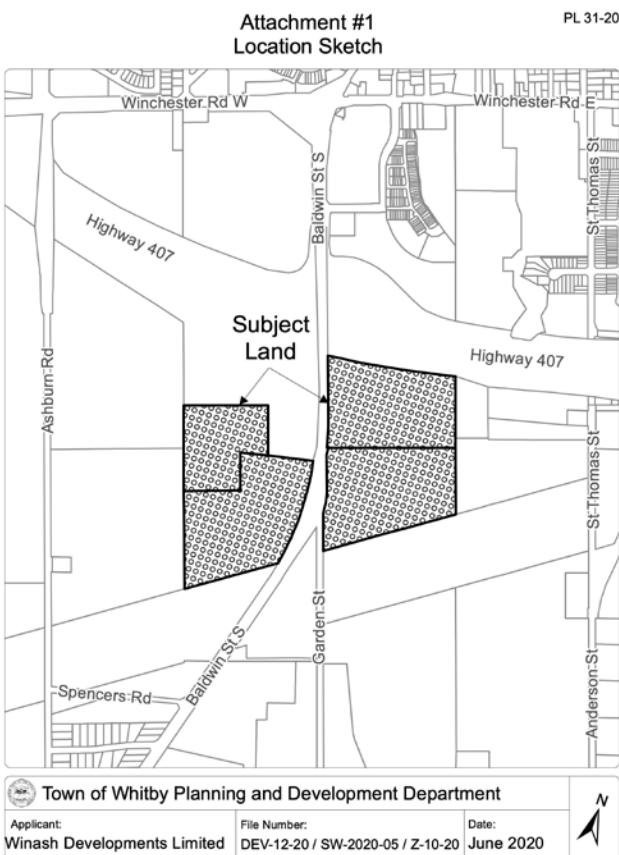 Attachment #1
PL 31-20
Location Sketch
Winchester Rd W
Winchester Rd E
Baldwin St S
St Thomas St
Highway 407
Subject
Land
Highway 407
Ashburn Rd
St Thomas St
Garden St
Baldwin St S
Spencers Rd
Anderson St
Town of Whitby Planning and Development Department
N
Applicant:
Winash Developments Limited
File Number:
DEV-12-20 / SW-2020-05 / Z-10-20
Date:
June 2020